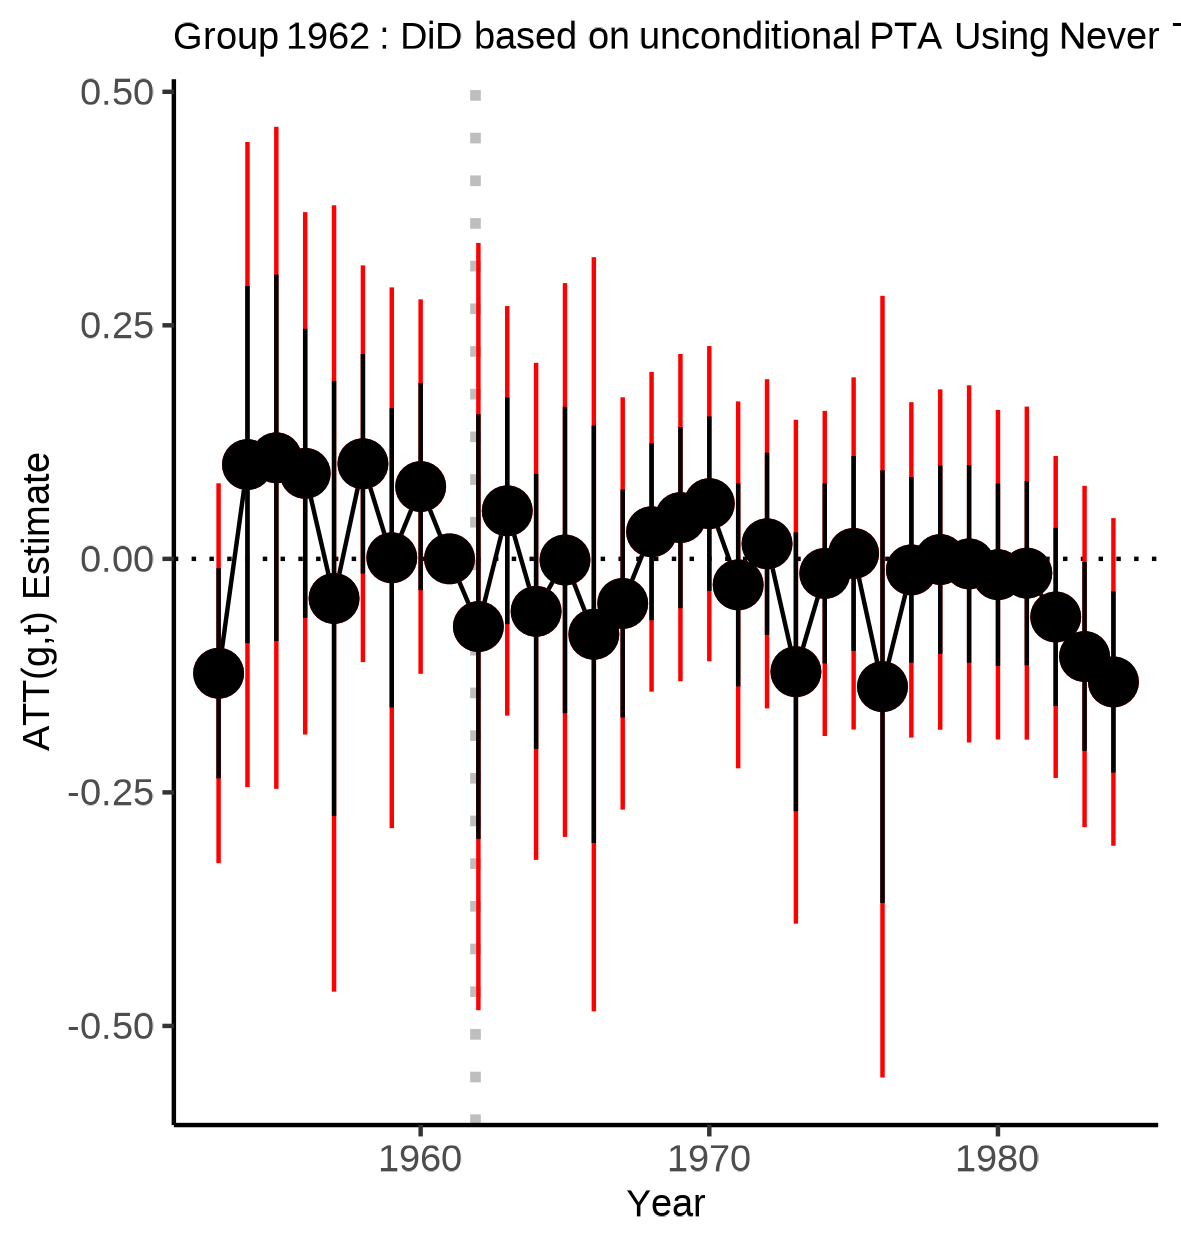 Group 1962 : DiD based on unconditional PTA Using Never
0.50
0.25
0.00
-0.25
-0.50
ATT(g,t) Estimate
1960 1970 1980
Year